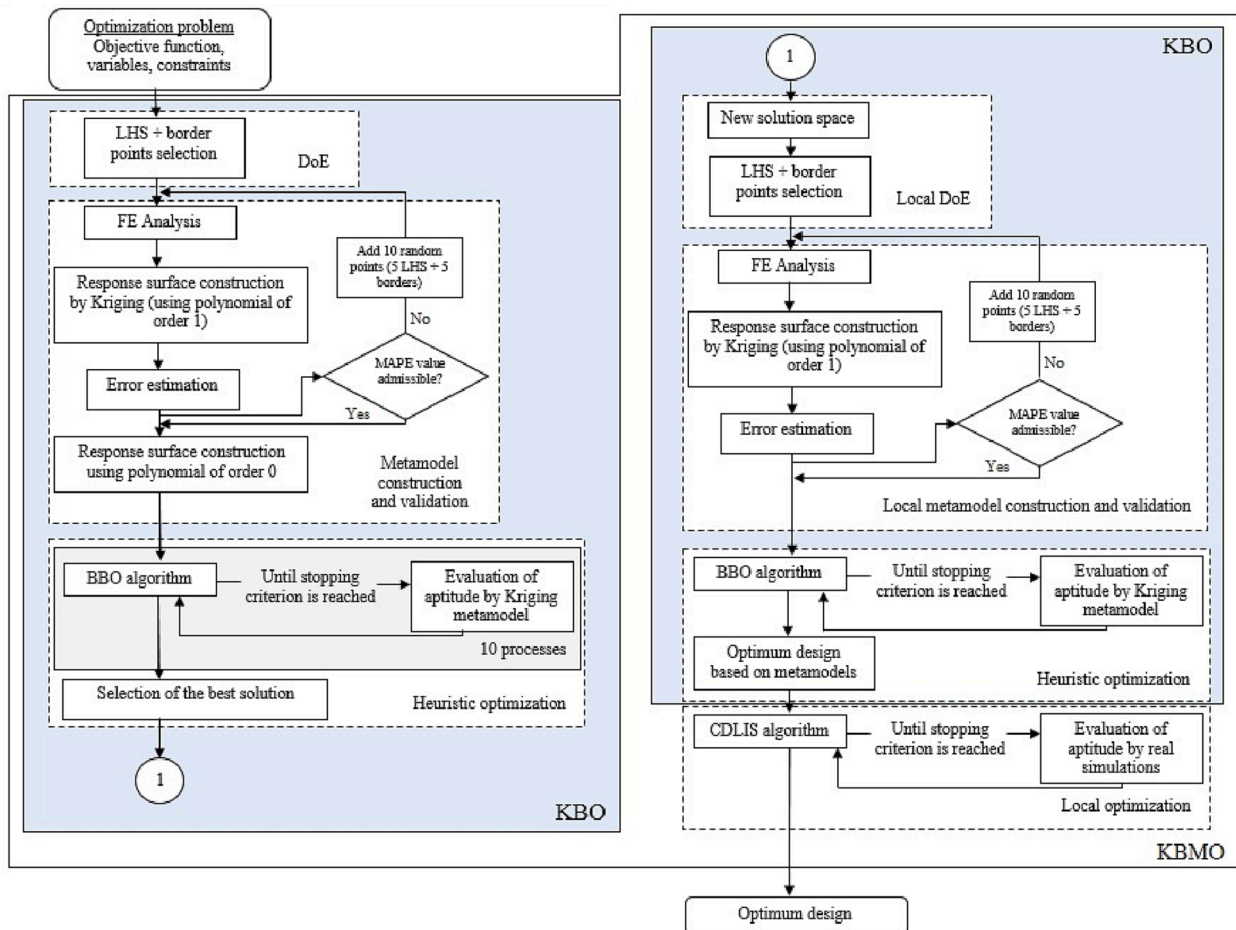 Optimization problem
Objective function,
variables, constraints
LHS + border
points selection
DoE
FE Analysis
Add 10 random
points (5 LHS + 5
borders)
Response surface construction
by Kriging (using polynomial of
order 1)
No
MAPE value
admissible?
Error estimation
Yes
Response surface construction
using polynomial of order 0
Metamodel
construction
and validation
BBO algorithm
Until stopping
criterion is reached
Evaluation of
aptitude by Kriging
metamodel
10 processes
Selection of the best solution
Heuristic optimization
1
KBO
KBO
1
New solution space
LHS + border
points selection
Local DoE
FE Analysis
Add 10 random
points (5 LHS + 5
borders)
Response surface construction
by Kriging (using polynomial of
order 1)
No
MAPE value
admissible?
Error estimation
Yes
Local metamodel construction and validation
BBO algorithm
Until stopping
criterion is reached
Evaluation of
aptitude by Kriging
metamodel
Optimum design
based on metamodels
Heuristic optimization
CDLIS algorithm
Until stopping
criterion is reached
Evaluation of
aptitude by real
simulations
Local optimization
KBMO
Optimum design